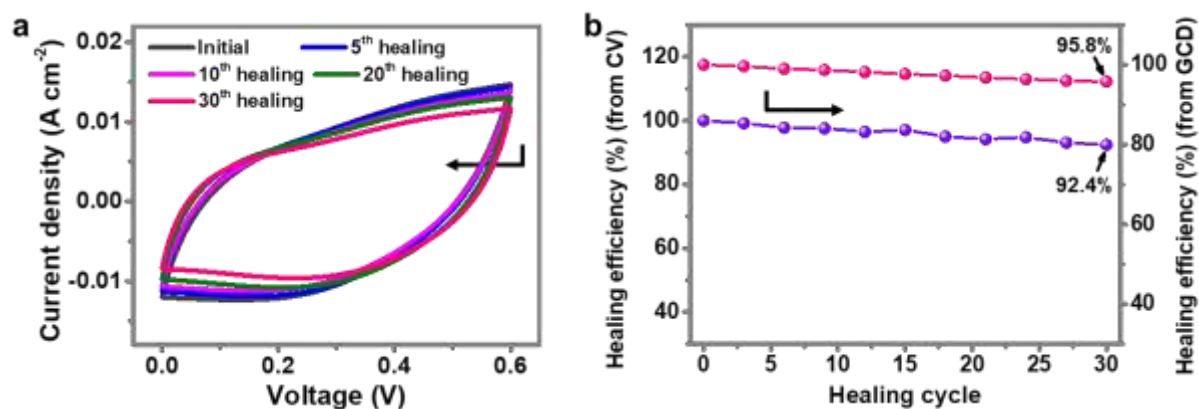 a
Current density (A cm⁻²)
0.02
0.01
0.00
-0.01
Initial
5ᵗʰ healing
10ᵗʰ healing
20ᵗʰ healing
30ᵗʰ healing
0.0 0.2 0.4 0.6
Voltage (V)
b
Healing efficiency (%) (from CV)
120
100
80
60
40
95.8%
92.4%
100
80
60
40
Healing efficiency (%) (from GCD)
0 5 10 15 20 25 30
Healing cycle